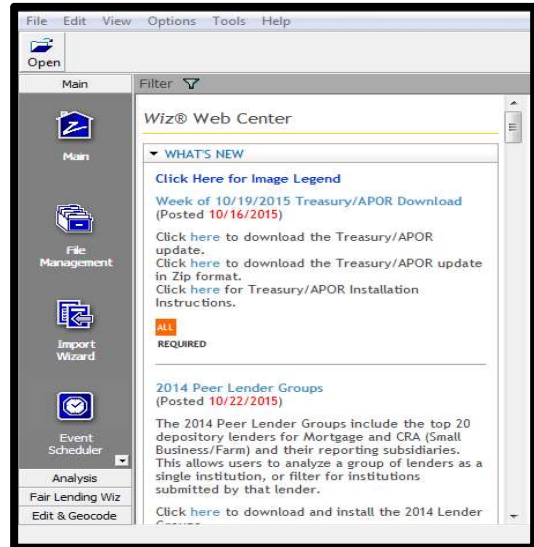 File Edit View Options Tools Help
Open
Main
Filter
Main
File
Management
Import
Wizard
Event
Scheduler
Analysis
Fair Lending Wiz
Edit & Geocode
Wiz® Web Center
WHAT'S NEW
Click Here for Image Legend
Week of 10/19/2015 Treasury/APOR Download
(Posted 10/16/2015)
Click here to download the Treasury/APOR
update.
Click here to download the Treasury/APOR update
in Zip format.
Click here for Treasury/APOR Installation
Instructions.
ALL
REQUIRED
2014 Peer Lender Groups
(Posted 10/22/2015)
The 2014 Peer Lender Groups include the top 20
depository lenders for Mortgage and CRA (Small
Business/Farm) and their reporting subsidiaries.
This allows users to analyze a group of lenders as a
single institution, or filter for institutions
submitted by that lender.
Click here to download and install the 2014 Lender